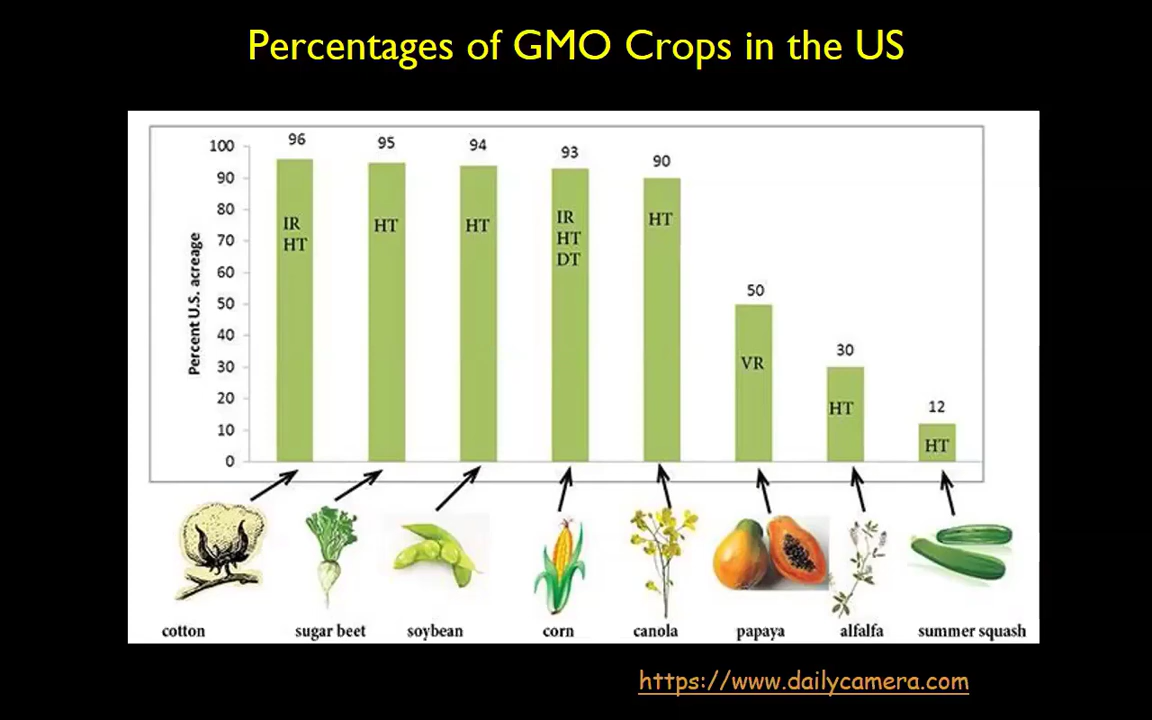 Percentages of GMO Crops in the US
Percent U.S. acreage
100
90
80
70
60
50
40
30
20
10
0
96
95
94
93
90
50
30
12
IR
HT
HT
HT
IR
HT
DT
HT
VR
HT
HT
cotton
sugar beet
soybean
corn
canola
papaya
alfalfa
summer squash
https://www.dailycamera.com